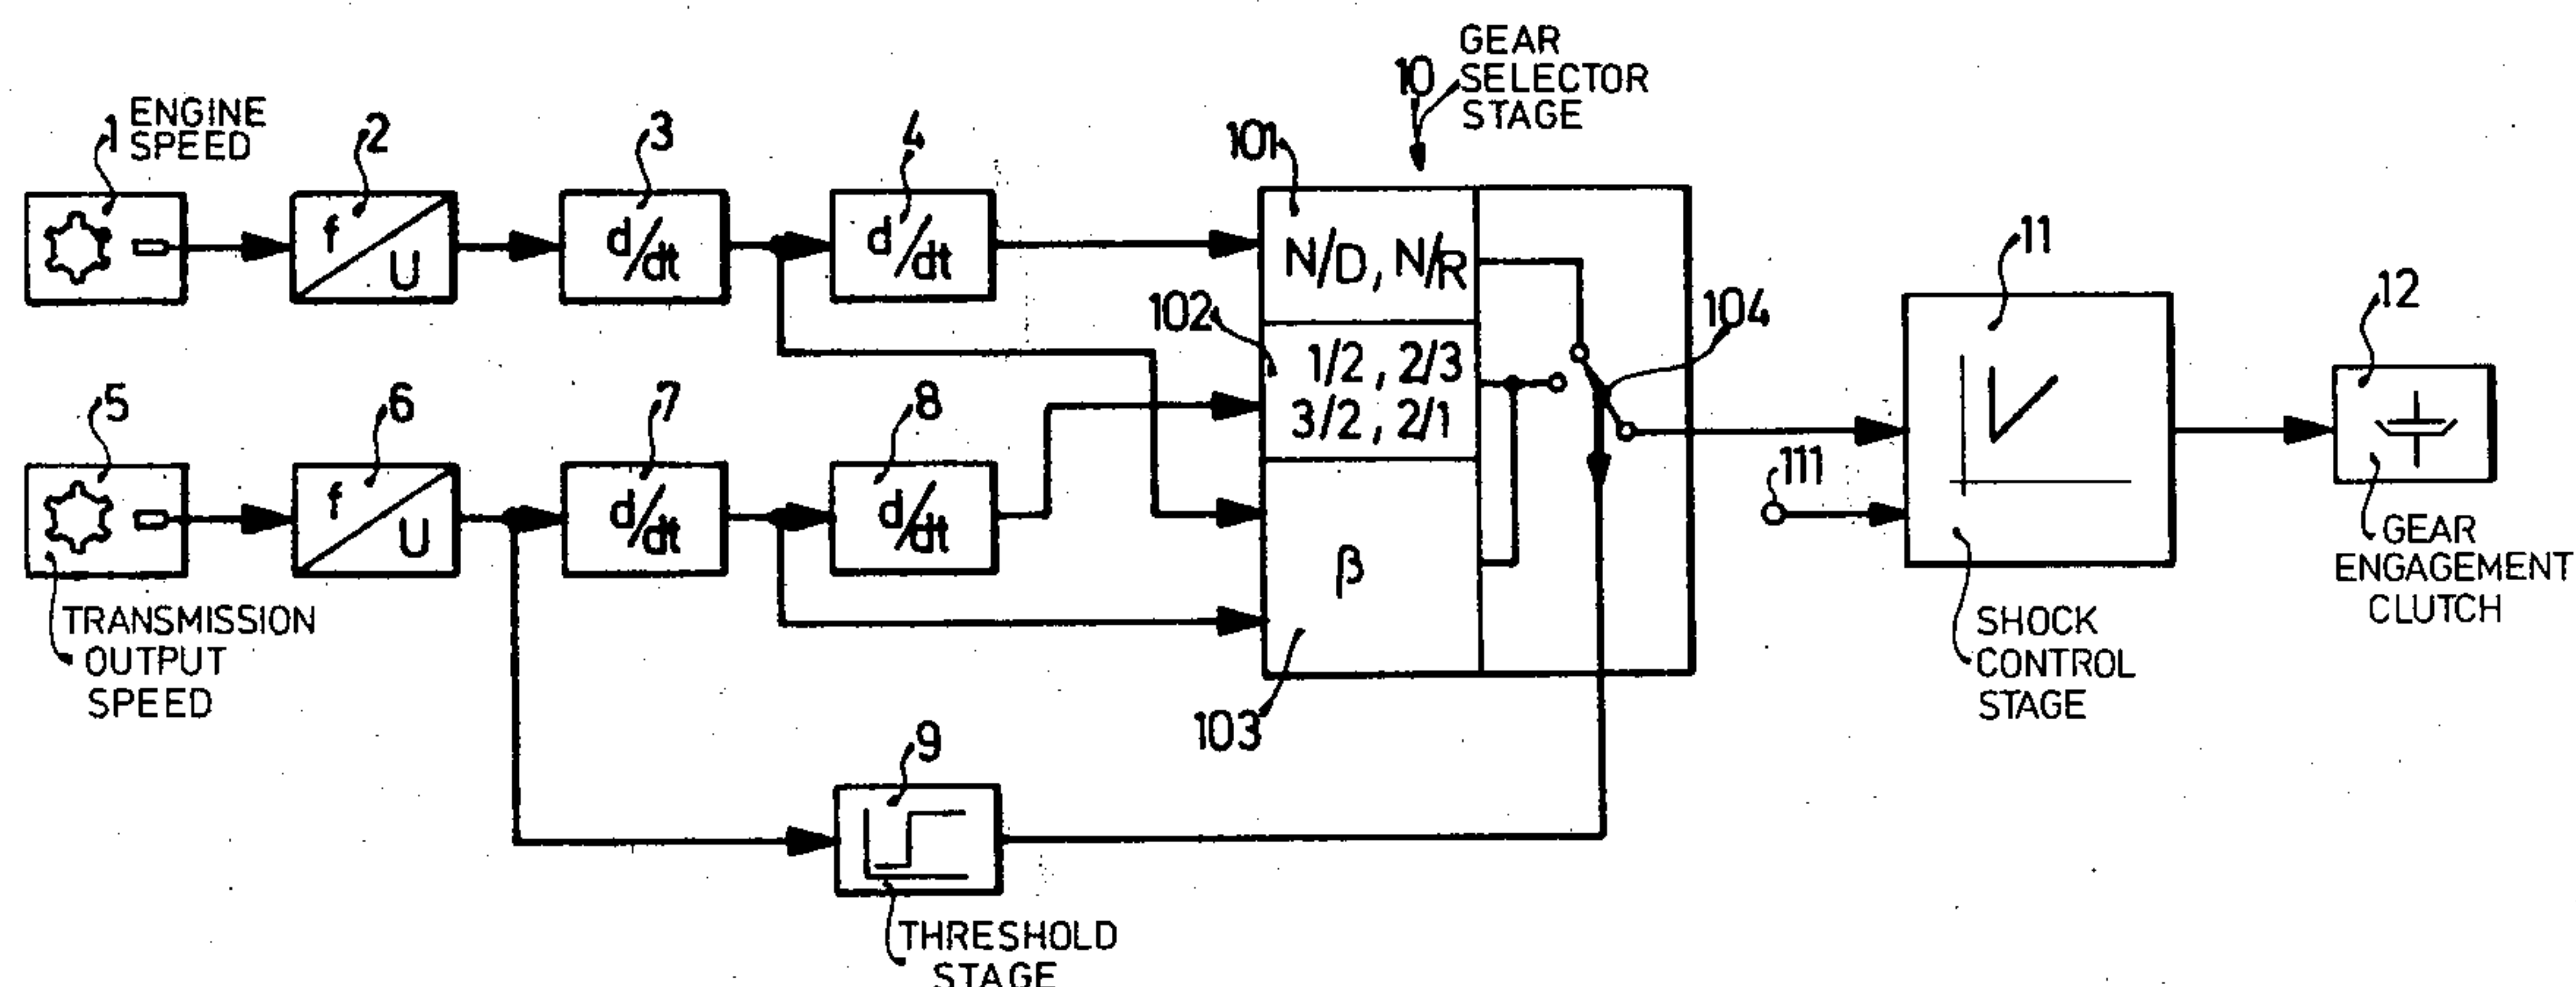 1 ENGINE
SPEED
2
3
4
10 GEAR
SELECTOR
STAGE
101
f
U
d/dt
d/dt
N/D, N/R
102
1/2, 2/3
3/2, 2/1
104
11
12
5
6
7
8
f
U
d/dt
d/dt
β
111
103
TRANSMISSION
OUTPUT
SPEED
9
THRESHOLD
STAGE
SHOCK
CONTROL
STAGE
GEAR
ENGAGEMENT
CLUTCH